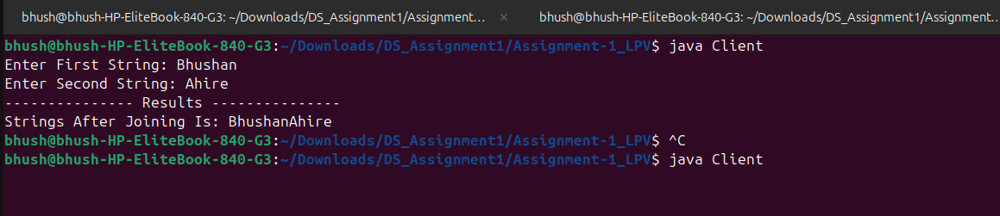 bhush@bhush-HP-EliteBook-840-G3: ~/Downloads/DS_Assignment1/Assignment... ×
bhush@bhush-HP-EliteBook-840-G3: ~/Downloads/DS_Assignment1/Assignment...
bhush@bhush-HP-EliteBook-840-G3:~/Downloads/DS_Assignment1/Assignment-1_LPV$ java Client
Enter First String: Bhushan
Enter Second String: Ahire
--------------- Results ---------------
Strings After Joining Is: BhushanAhire
bhush@bhush-HP-EliteBook-840-G3:~/Downloads/DS_Assignment1/Assignment-1_LPV$ ^C
bhush@bhush-HP-EliteBook-840-G3:~/Downloads/DS_Assignment1/Assignment-1_LPV$ java Client